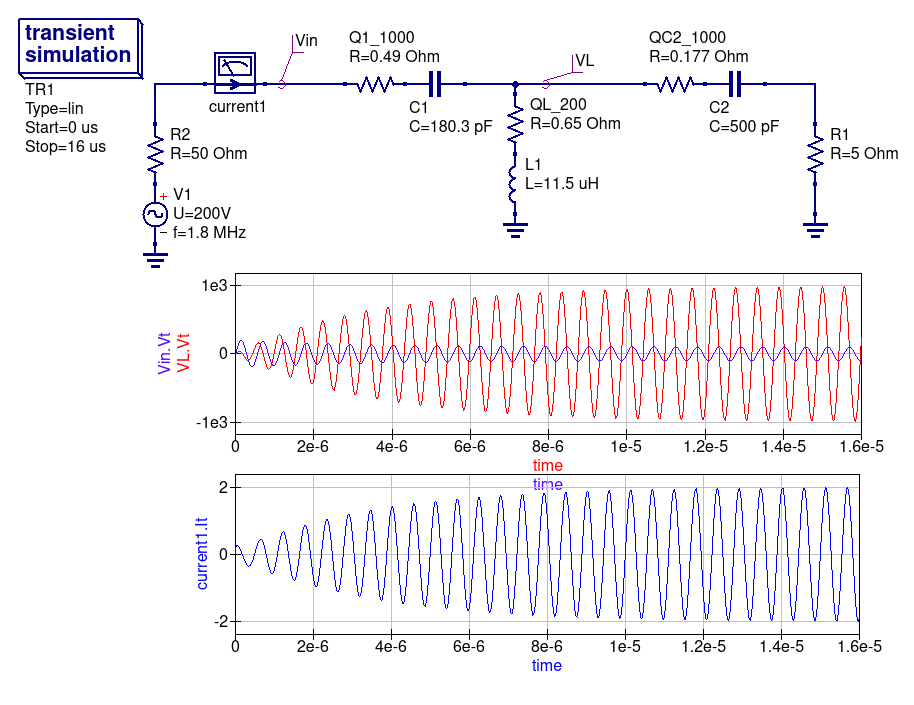 transient
simulation
TR1
Type=lin
Start=0 us
Stop=16 us
current1
Vin
Q1_1000
R=0.49 Ohm
C1
C=180.3 pF
VL
QL_200
R=0.65 Ohm
L1
L=11.5 uH
QC2_1000
R=0.177 Ohm
C2
C=500 pF
R1
R=5 Ohm
R2
R=50 Ohm
+ V1
U=200V
− f=1.8 MHz
Vin.Vt
VL.Vt
1e3
0
-1e3
0 2e-6 4e-6 6e-6 8e-6 1e-5 1.2e-5 1.4e-5 1.6e-5
time
time
current1.It
2
0
-2
0 2e-6 4e-6 6e-6 8e-6 1e-5 1.2e-5 1.4e-5 1.6e-5
time